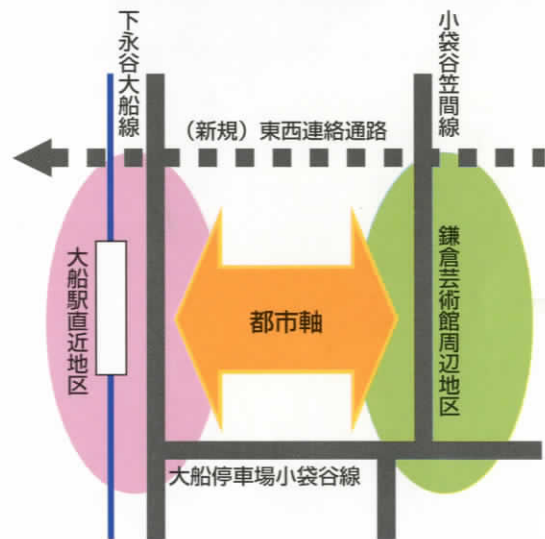 下永谷大船線
小袋谷笠間線
（新規）東西連絡通路
大船駅直近地区
都市軸
鎌倉芸術館周辺地区
大船停車場小袋谷線